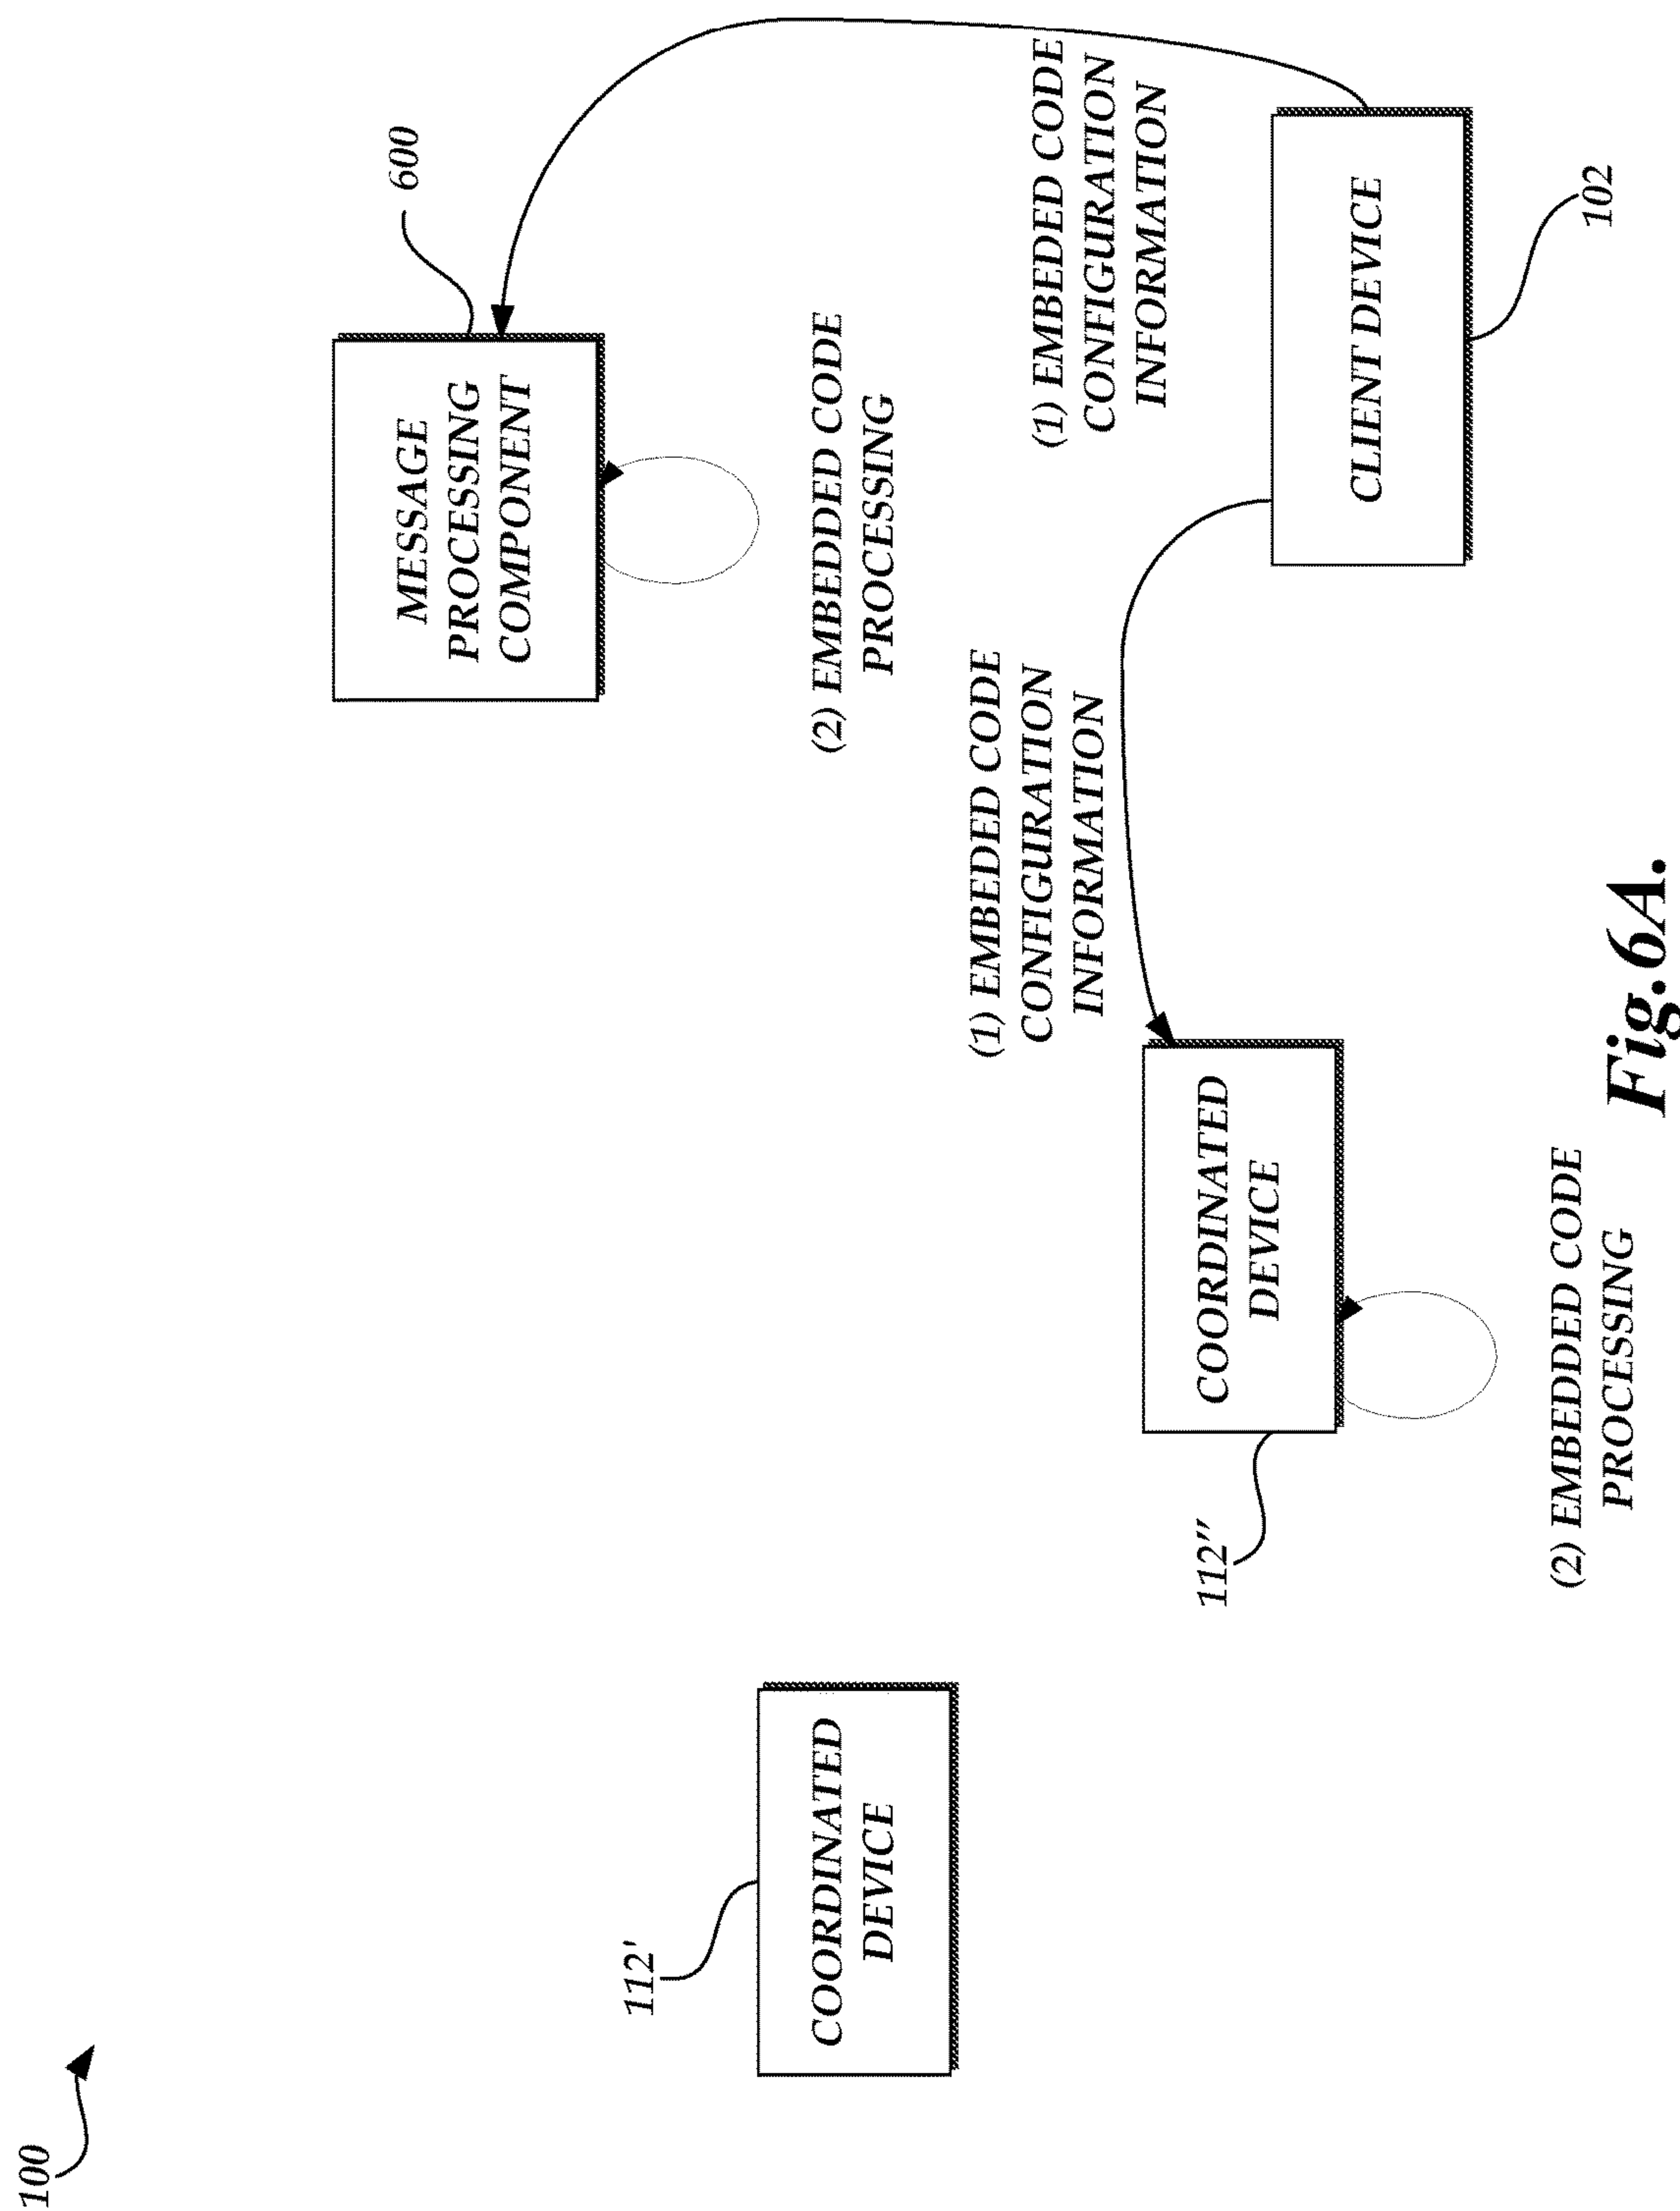 100
112'
COORDINATED
DEVICE
600
MESSAGE
PROCESSING
COMPONENT
(2) EMBEDDED CODE
PROCESSING
112"
COORDINATED
DEVICE
(2) EMBEDDED CODE
PROCESSING
(1) EMBEDED CODE
CONFIGURATION
INFORMATION
(1) EMBEDED CODE
CONFIGURATION
INFORMATION
CLIENT DEVICE
102
Fig.6A.